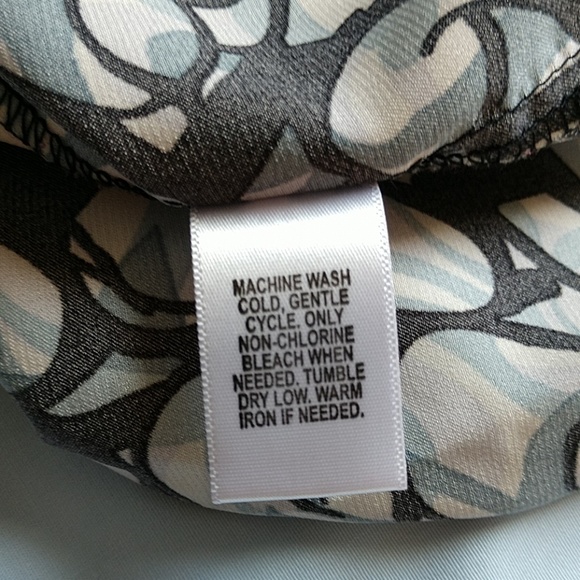 MACHINE WASH
COLD, GENTLE
CYCLE. ONLY
NON-CHLORINE
BLEACH WHEN
NEEDED. TUMBLE
DRY LOW. WARM
IRON IF NEEDED.